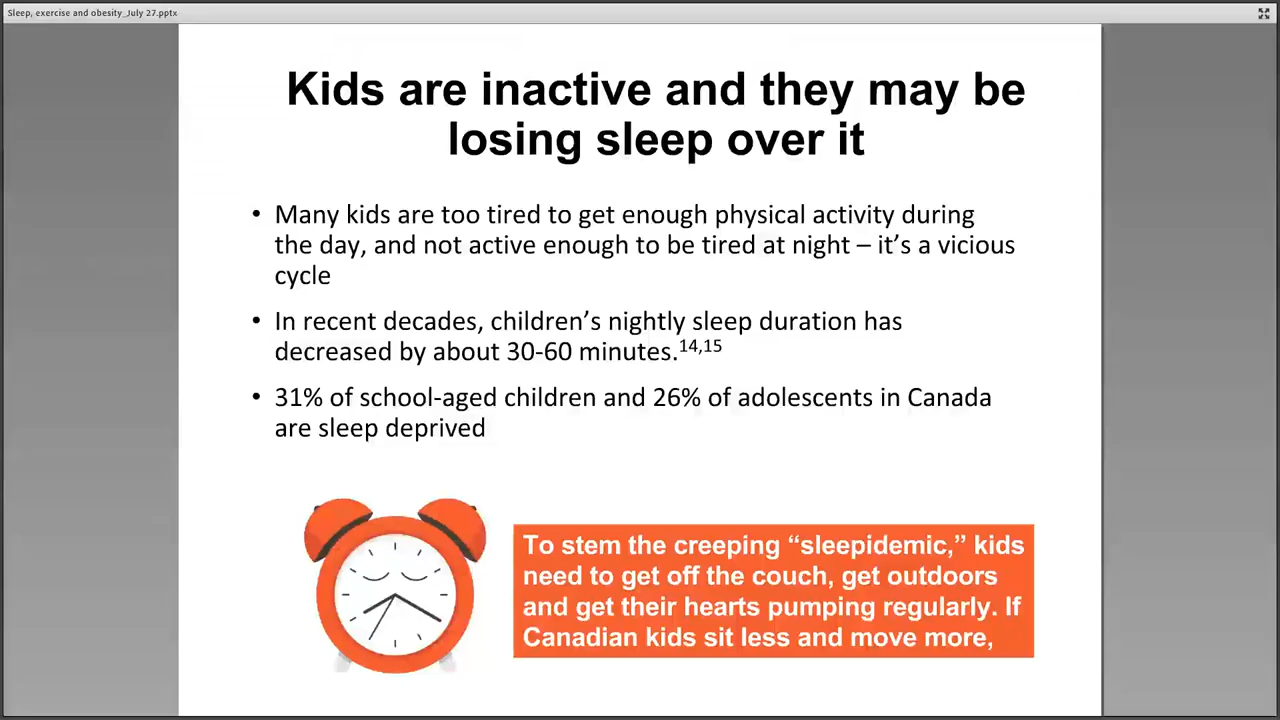 Sleep, exercise and obesity_July 27.pptx
Kids are inactive and they may be
losing sleep over it
• Many kids are too tired to get enough physical activity during
the day, and not active enough to be tired at night – it’s a vicious
cycle
• In recent decades, children’s nightly sleep duration has
decreased by about 30-60 minutes.14,15
• 31% of school-aged children and 26% of adolescents in Canada
are sleep deprived
To stem the creeping “sleepidemic,” kids
need to get off the couch, get outdoors
and get their hearts pumping regularly. If
Canadian kids sit less and move more,